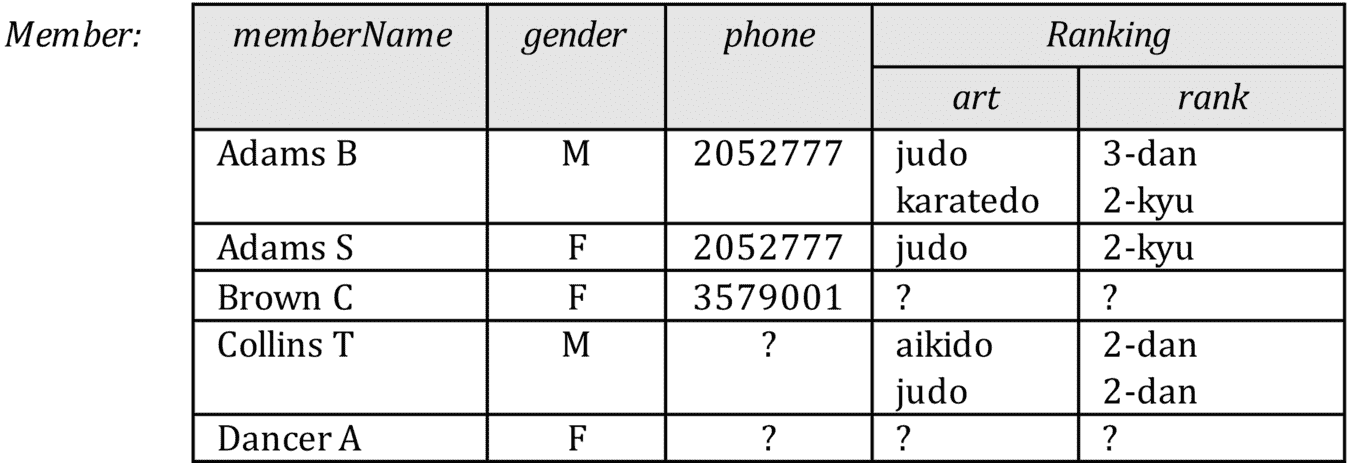 Member: memberName gender phone Ranking
art rank
Adams B M 2052777 judo 3-dan
karatedo 2-kyu
Adams S F 2052777 judo 2-kyu
Brown C F 3579001 ? ?
Collins T M ? aikido 2-dan
judo 2-dan
Dancer A F ? ? ?